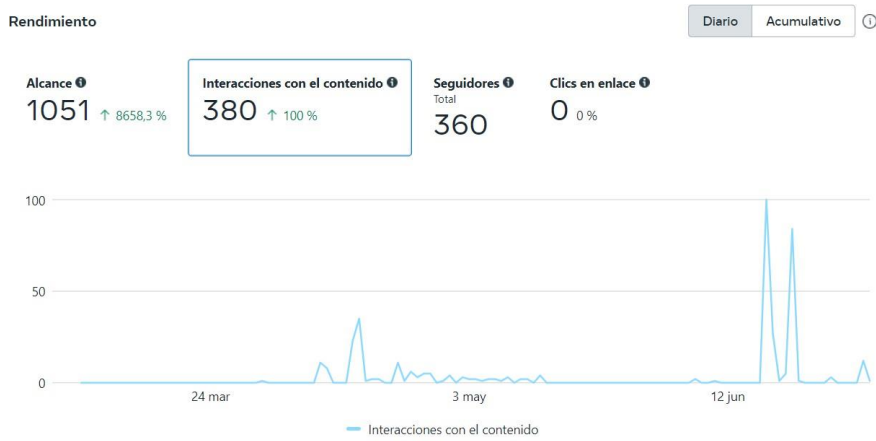 Rendimiento
Diario Acumulativo
Alcance
1051 ↑ 8658,3 %
Interacciones con el contenido
380 ↑ 100 %
Seguidores
Total
360
Clics en enlace
0 0 %
100
50
0
24 mar 3 may 12 jun
Interacciones con el contenido